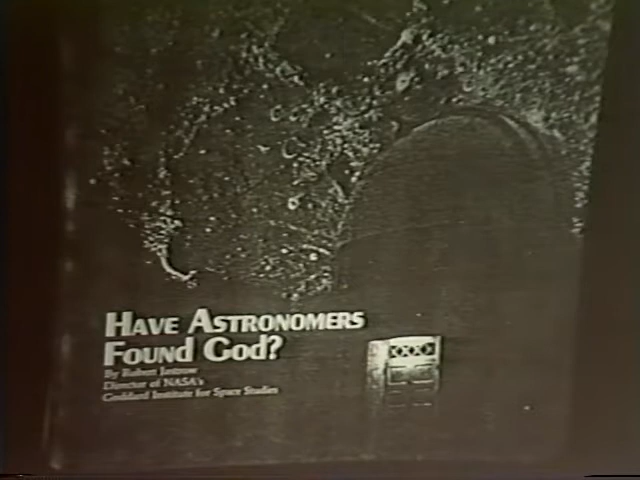 HAVE ASTRONOMERS
FOUND GOD?
By Robert Jastrow
Director of NASA's
Goddard Institute for Space Studies